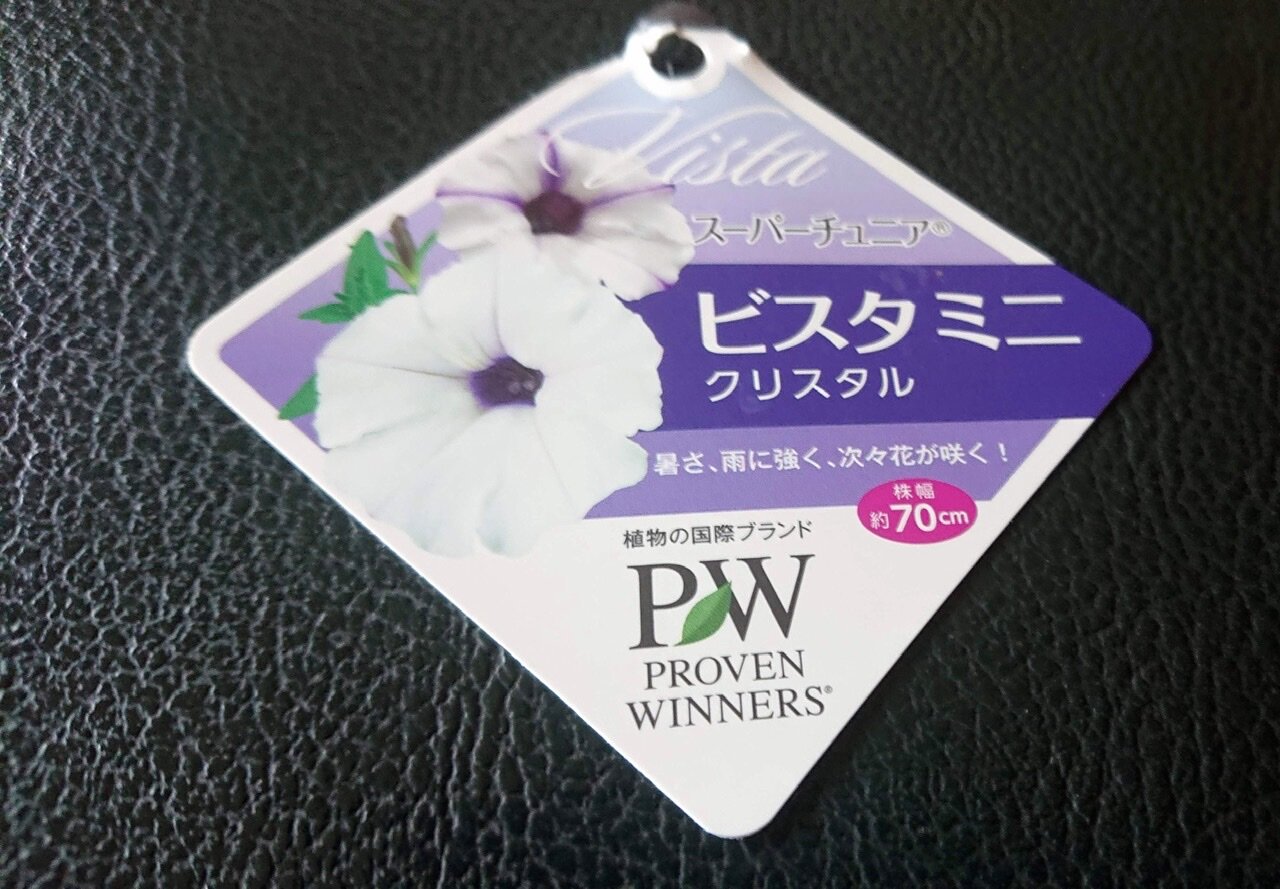 Vista
スーパーチュニア®
ビスタ ミニ
クリスタル
暑さ、雨に強く、次々花が咲く！
株幅
約70cm
植物の国際ブランド
PW
PROVEN
WINNERS®